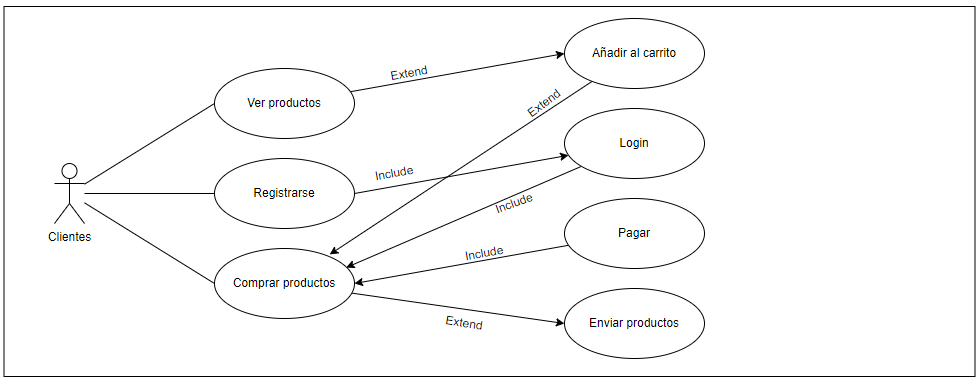 Añadir al carrito
Extend
Ver productos
Extend
Login
Include
Registrarse
Include
Clientes
Pagar
Include
Comprar productos
Extend
Enviar productos